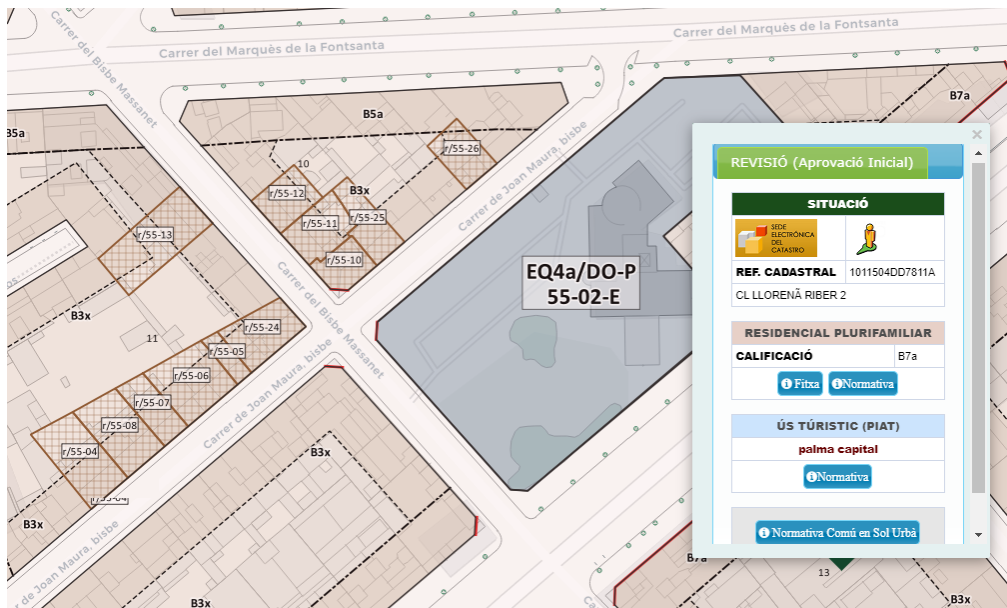 Carrer del Bisbe Massanet
Carrer del Marquès de la Fontsanta
Carrer del Marquès de la Fontsanta
B5a
B5a
B7a
10
r/55-26
r/55-12
B3x
r/55-11
r/55-25
r/55-10
Carrer de Joan Maura, bisbe
r/55-13
EQ4a/DO-P
55-02-E
B3x
11
r/55-24
r/55-05
r/55-06
r/55-07
r/55-08
r/55-04
r/55-04
Carrer del Bisbe Massanet
Carrer de Joan Maura, bisbe
B3x
B3x
Carrer de Joan Maura, bisbe
B3x
B7a
13
B3x
×
REVISIÓ (Aprovació Inicial)
SITUACIÓ
SEDE
ELECTRÓNICA
DEL
CATASTRO
REF. CADASTRAL 1011504DD7811A
CL LLORENÃ RIBER 2
RESIDENCIAL PLURIFAMILIAR
CALIFICACIÓ B7a
Fitxa Normativa
ÚS TÚRISTIC (PIAT)
palma capital
Normativa
Normativa Comú en Sol Urbà